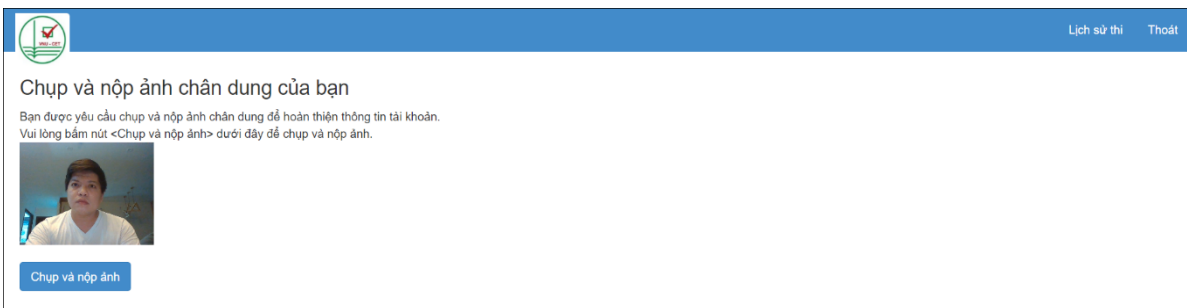 VNU - CET
Lịch sử thi
Thoát
Chụp và nộp ảnh chân dung của bạn
Bạn được yêu cầu chụp và nộp ảnh chân dung để hoàn thiện thông tin tài khoản.
Vui lòng bấm nút <Chụp và nộp ảnh> dưới đây để chụp và nộp ảnh.
Chụp và nộp ảnh